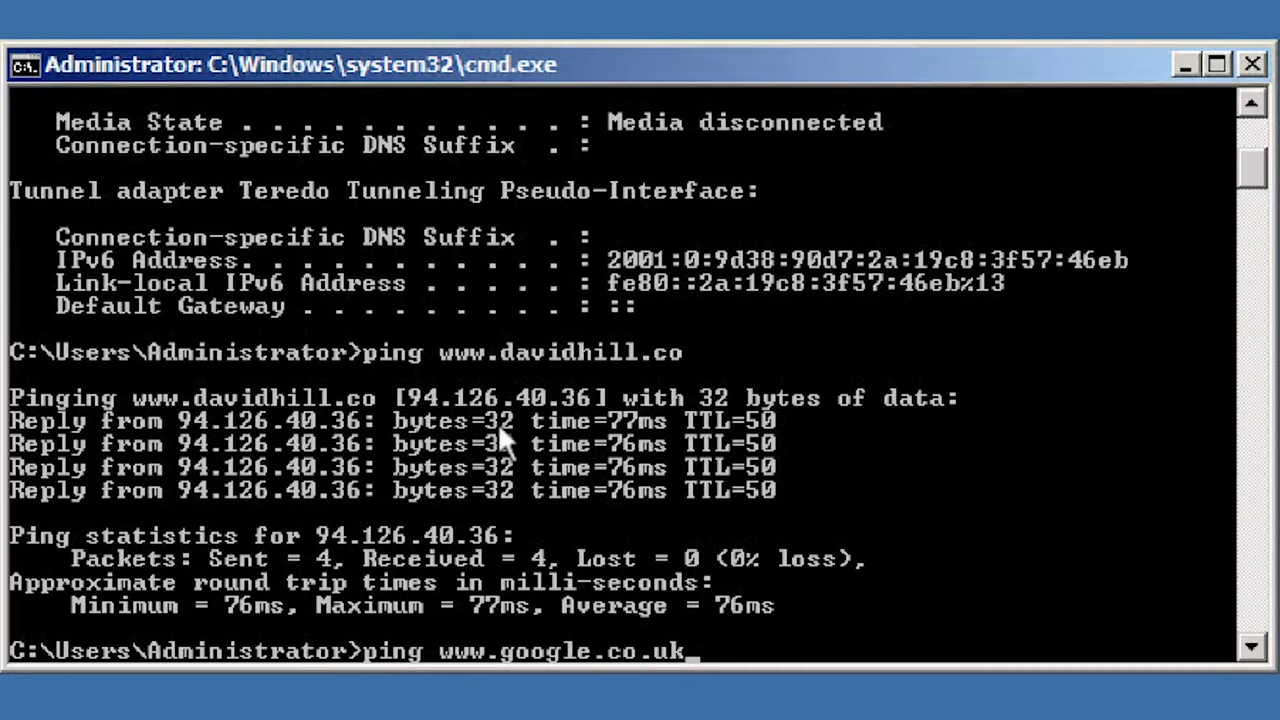 Administrator: C:\Windows\system32\cmd.exe
Media State . . . . . . . . . . . : Media disconnected
Connection-specific DNS Suffix  . :
Tunnel adapter Teredo Tunneling Pseudo-Interface:
Connection-specific DNS Suffix  . :
IPv6 Address. . . . . . . . . . . : 2001:0:9d38:90d7:2a:19c8:3f57:46eb
Link-local IPv6 Address . . . . . : fe80::2a:19c8:3f57:46eb%13
Default Gateway . . . . . . . . . : ::
C:\Users\Administrator>ping www.davidhill.co
Pinging www.davidhill.co [94.126.40.36] with 32 bytes of data:
Reply from 94.126.40.36: bytes=32 time=77ms TTL=50
Reply from 94.126.40.36: bytes=32 time=76ms TTL=50
Reply from 94.126.40.36: bytes=32 time=76ms TTL=50
Reply from 94.126.40.36: bytes=32 time=76ms TTL=50
Ping statistics for 94.126.40.36:
Packets: Sent = 4, Received = 4, Lost = 0 (0% loss),
Approximate round trip times in milli-seconds:
Minimum = 76ms, Maximum = 77ms, Average = 76ms
C:\Users\Administrator>ping www.google.co.uk_